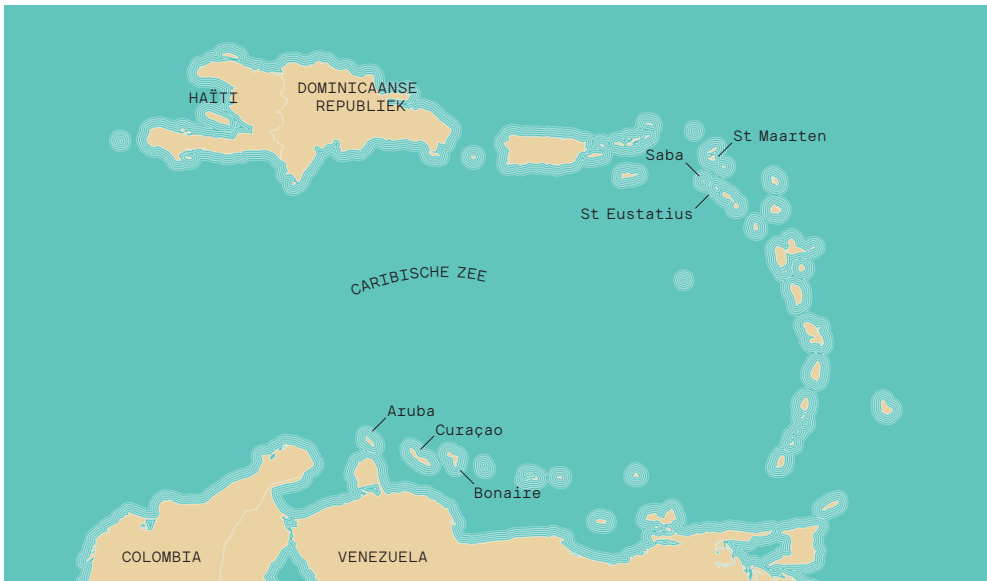 HAÏTI
DOMINICAANSE
REPUBLIEK
St Maarten
Saba
St Eustatius
CARIBISCHE ZEE
Aruba
Curaçao
Bonaire
COLOMBIA
VENEZUELA